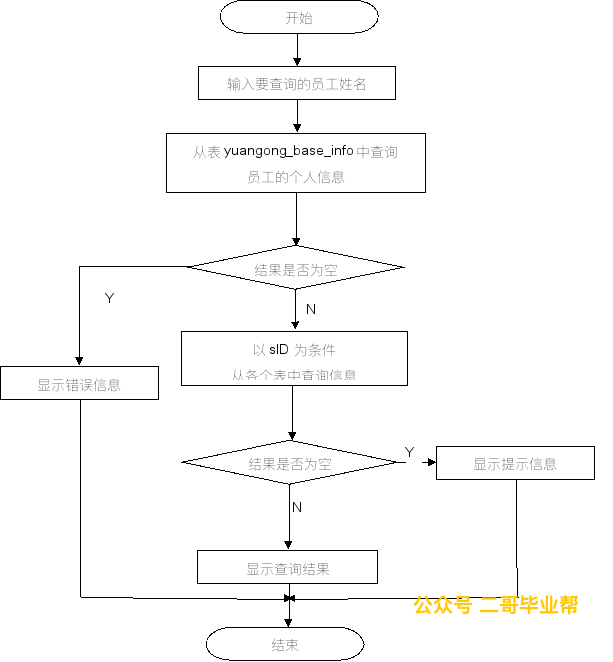 开始
输入要查询的员工姓名
从表 yuangong_base_info 中查询
员工的个人信息
结果是否为空
Y
N
以 sID 为条件
从各个表中查询信息
显示错误信息
结果是否为空
Y
显示提示信息
N
显示查询结果
公众号 二哥毕业帮
结束